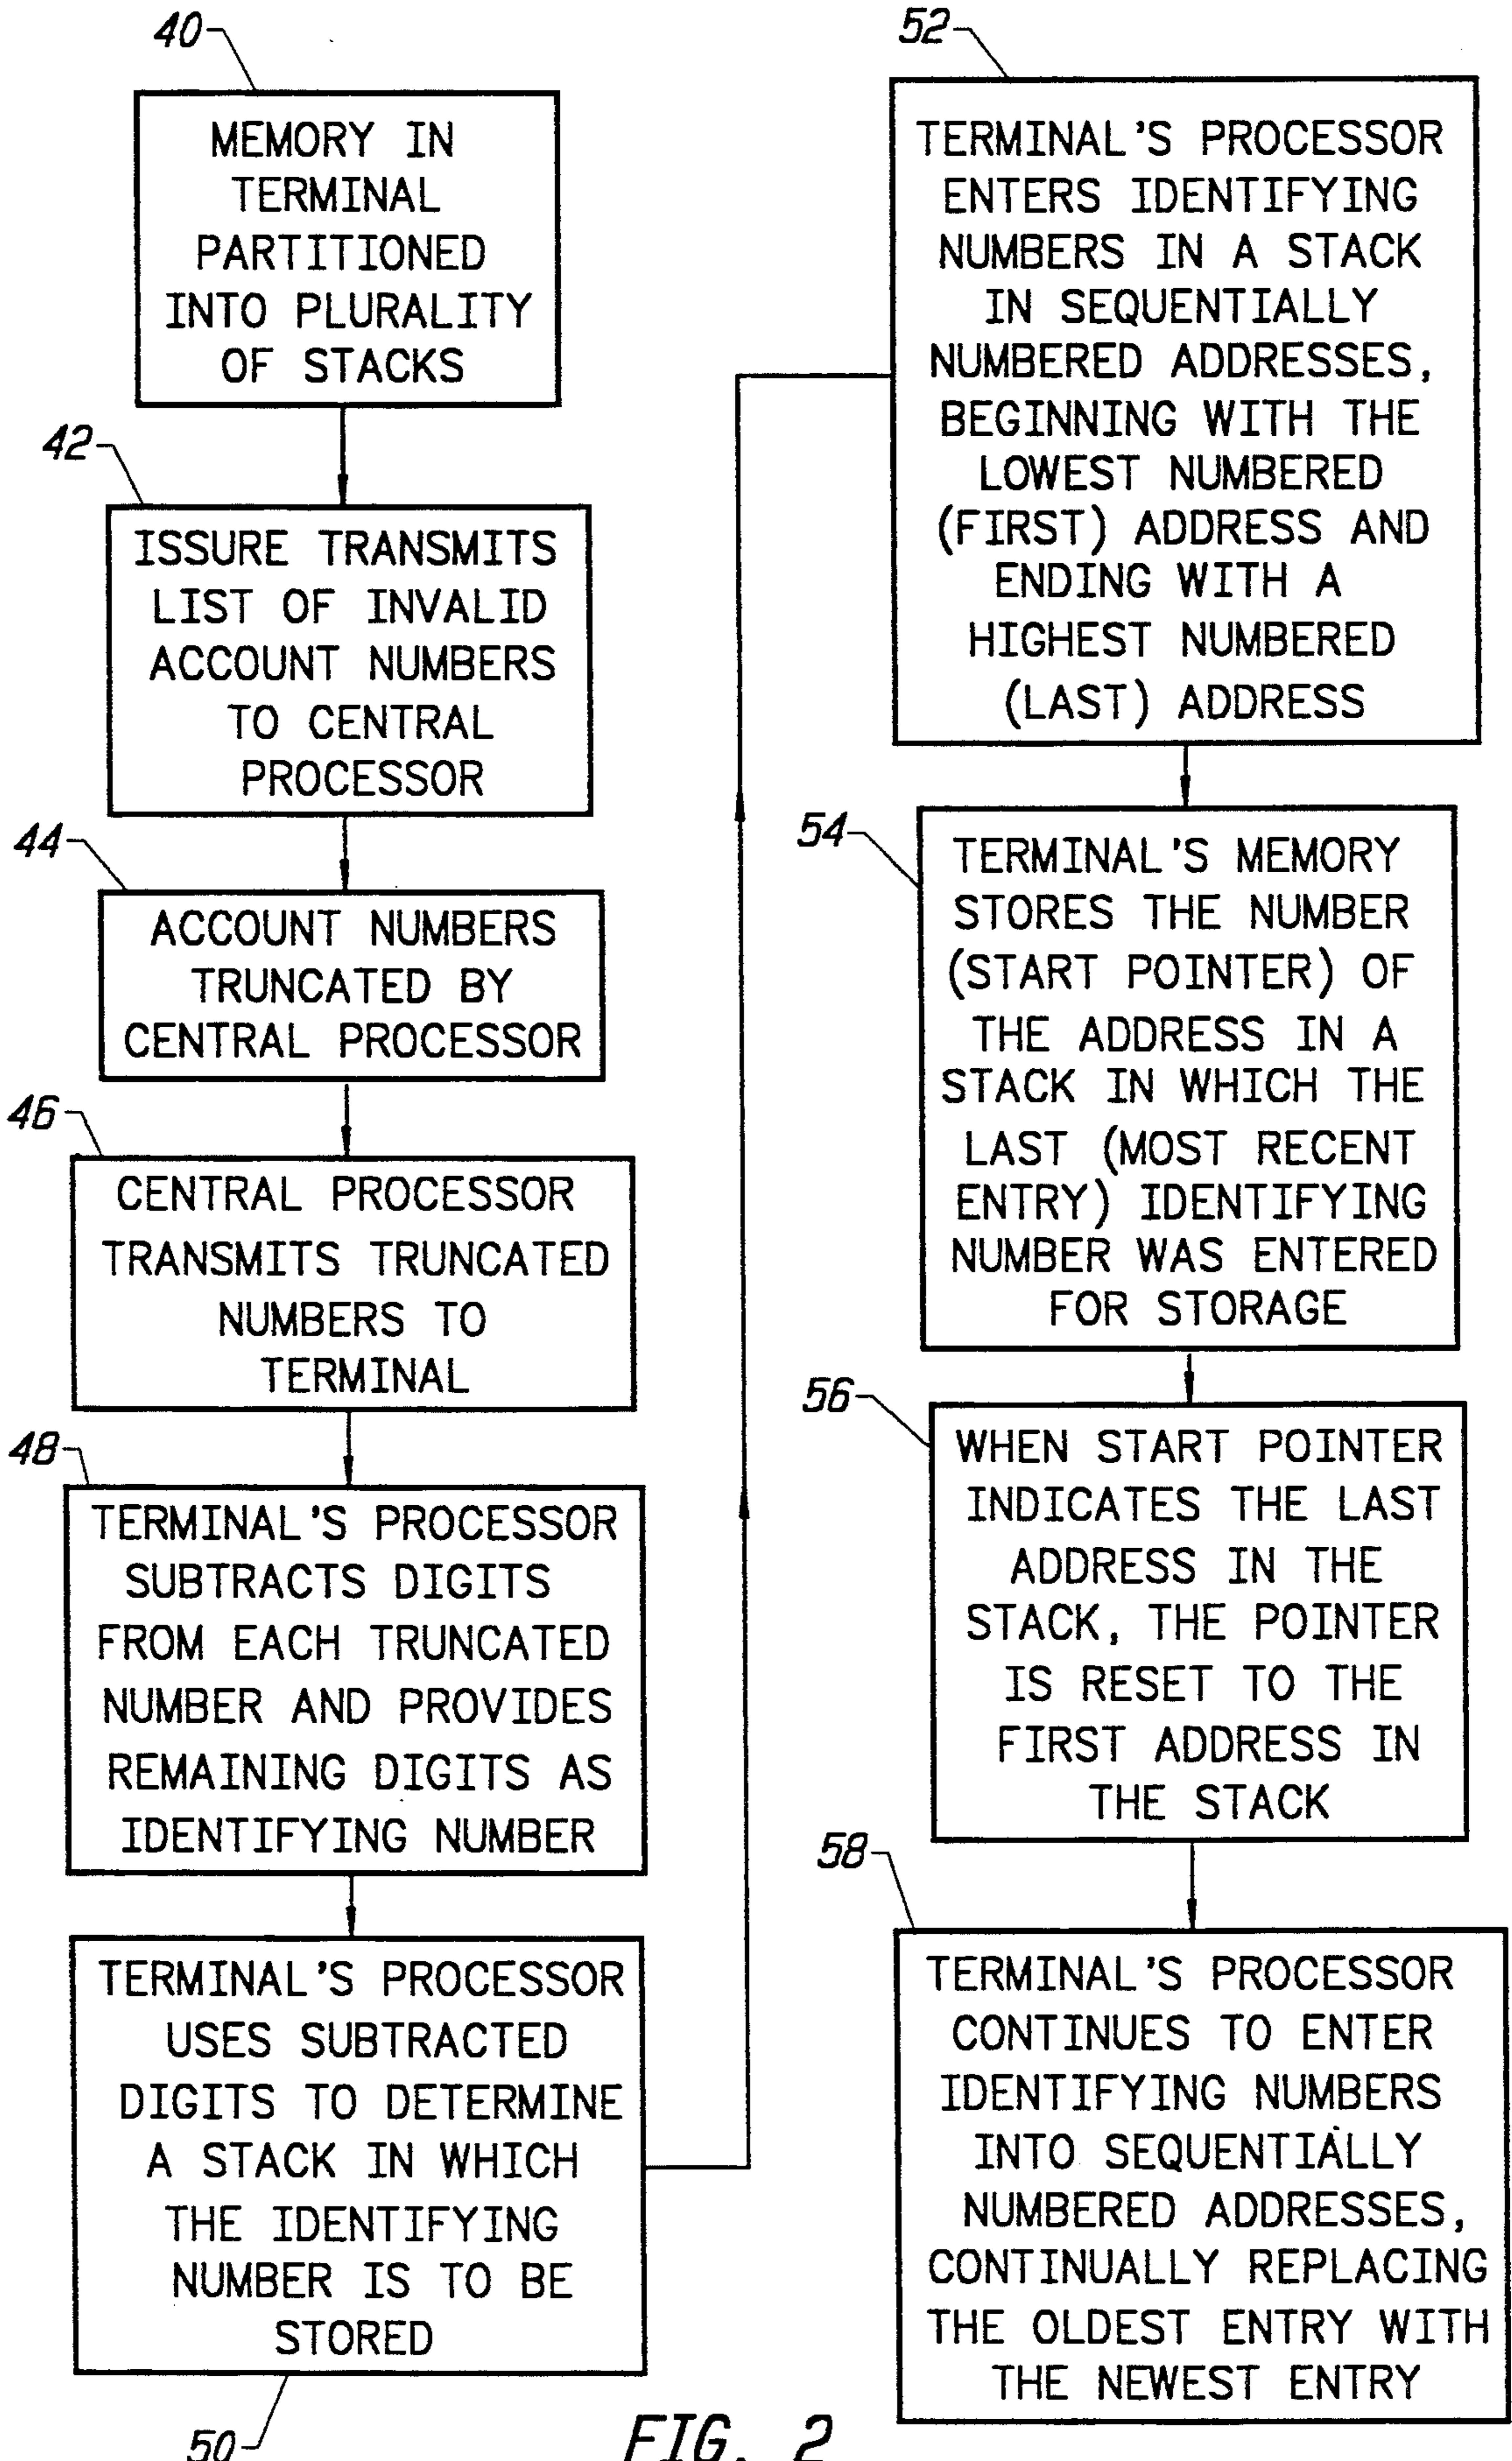 40
MEMORY IN
TERMINAL
PARTITIONED
INTO PLURALITY
OF STACKS
42
ISSURE TRANSMITS
LIST OF INVALID
ACCOUNT NUMBERS
TO CENTRAL
PROCESSOR
44
ACCOUNT NUMBERS
TRUNCATED BY
CENTRAL PROCESSOR
46
CENTRAL PROCESSOR
TRANSMITS TRUNCATED
NUMBERS TO
TERMINAL
48
TERMINAL'S PROCESSOR
SUBTRACTS DIGITS
FROM EACH TRUNCATED
NUMBER AND PROVIDES
REMAINING DIGITS AS
IDENTIFYING NUMBER
TERMINAL'S PROCESSOR
USES SUBTRACTED
DIGITS TO DETERMINE
A STACK IN WHICH
THE IDENTIFYING
NUMBER IS TO BE
STORED
50
52
TERMINAL'S PROCESSOR
ENTERS IDENTIFYING
NUMBERS IN A STACK
IN SEQUENTIALLY
NUMBERED ADDRESSES,
BEGINNING WITH THE
LOWEST NUMBERED
(FIRST) ADDRESS AND
ENDING WITH A
HIGHEST NUMBERED
(LAST) ADDRESS
54
TERMINAL'S MEMORY
STORES THE NUMBER
(START POINTER) OF
THE ADDRESS IN A
STACK IN WHICH THE
LAST (MOST RECENT
ENTRY) IDENTIFYING
NUMBER WAS ENTERED
FOR STORAGE
56
WHEN START POINTER
INDICATES THE LAST
ADDRESS IN THE
STACK, THE POINTER
IS RESET TO THE
FIRST ADDRESS IN
THE STACK
58
TERMINAL'S PROCESSOR
CONTINUES TO ENTER
IDENTIFYING NUMBERS
INTO SEQUENTIALLY
NUMBERED ADDRESSES,
CONTINUALLY REPLACING
THE OLDEST ENTRY WITH
THE NEWEST ENTRY
FIG. 2